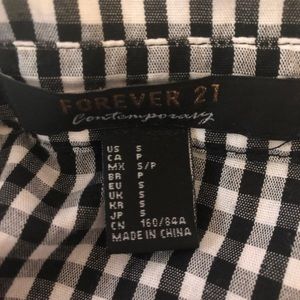 FOREVER 21
Contemporary
US S
CA P
MX S/P
BR P
EU S
UK S
KR S
JP S
CN 160/84A
MADE IN CHINA